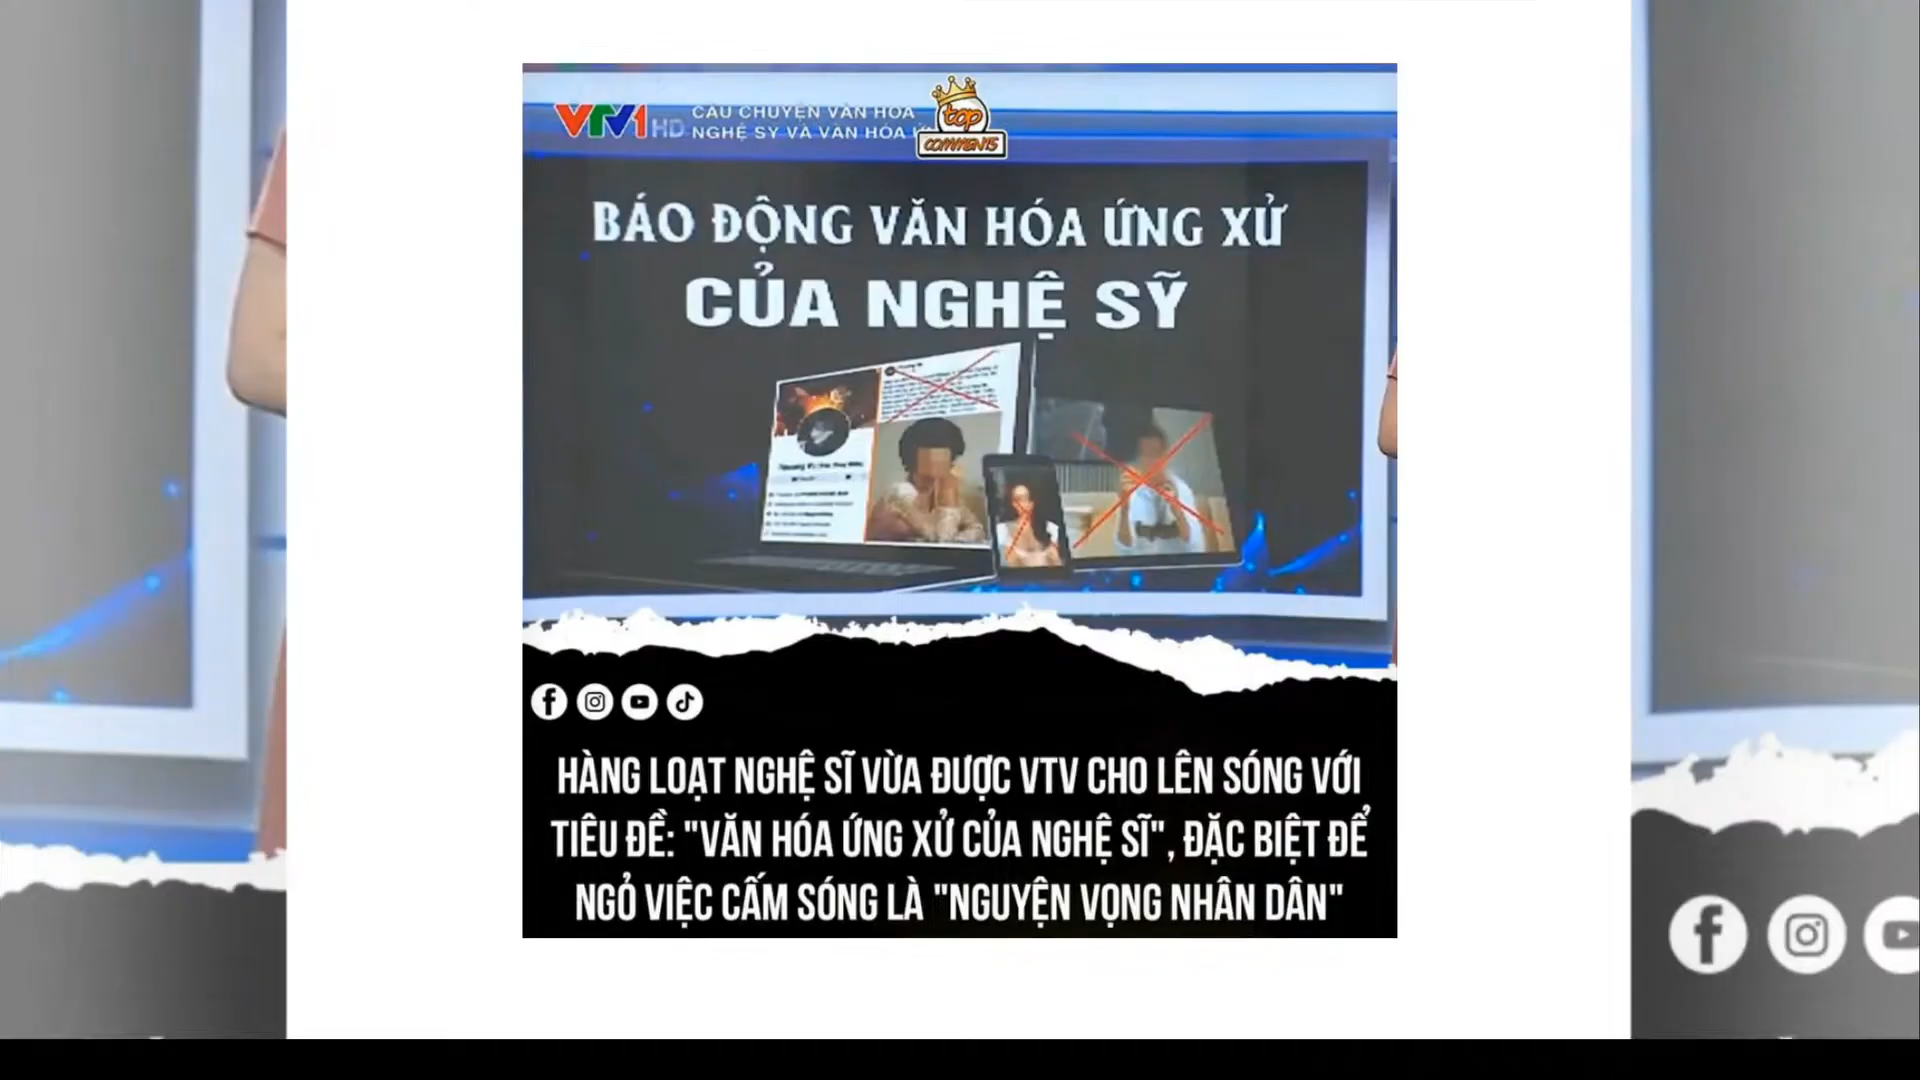 VTV1 HD
CÂU CHUYỆN VĂN HÓA
NGHỆ SỸ VÀ VĂN HÓA
top
COMMENTS
BÁO ĐỘNG VĂN HÓA ỨNG XỬ
CỦA NGHỆ SỸ
HÀNG LOẠT NGHỆ SĨ VỪA ĐƯỢC VTV CHO LÊN SÓNG VỚI
TIÊU ĐỀ: "VĂN HÓA ỨNG XỬ CỦA NGHỆ SĨ", ĐẶC BIỆT ĐỂ
NGỎ VIỆC CẤM SÓNG LÀ "NGUYỆN VỌNG NHÂN DÂN"